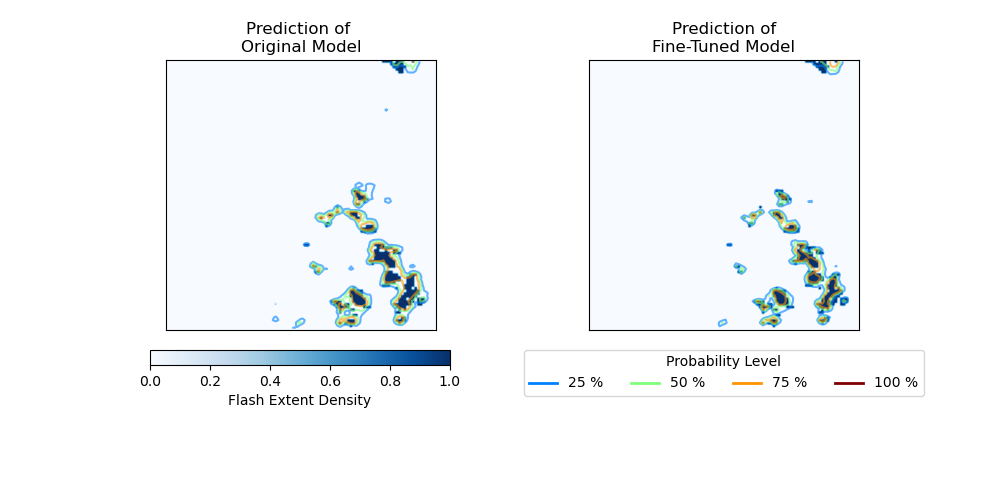 Prediction of
Original Model
Prediction of
Fine-Tuned Model
0.0 0.2 0.4 0.6 0.8 1.0
Flash Extent Density
Probability Level
25 % 50 % 75 % 100 %